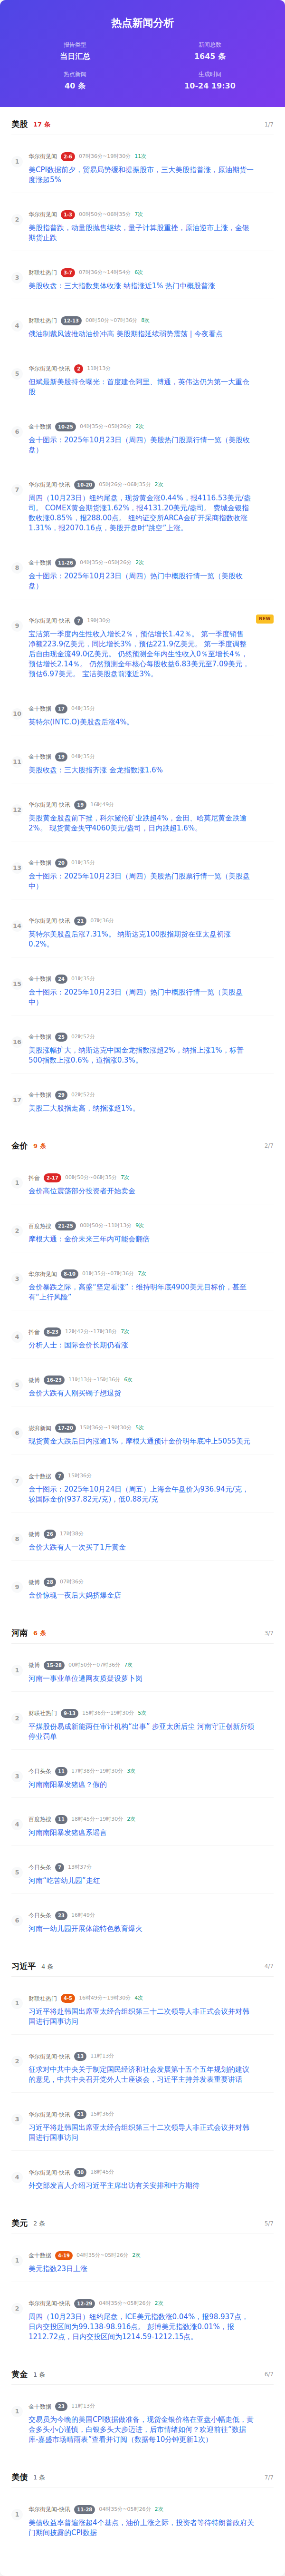 热点新闻分析
报告类型
新闻总数
当日汇总
1645 条
热点新闻
生成时间
40 条
10-24 19:30
美股 17 条 1/7
1
华尔街见闻 2-6 07时36分~19时30分 11次
美CPI数据前夕，贸易局势缓和提振股市，三大美股指普涨，原油期货一
度涨超5%
2
华尔街见闻 1-3 00时50分~06时35分 7次
美股指普跌，动量股抛售继续，量子计算股重挫，原油逆市上涨，金银
期货止跌
3
财联社热门 3-7 07时36分~14时54分 6次
美股收盘：三大指数集体收涨 纳指涨近1% 热门中概股普涨
4
财联社热门 12-13 00时50分~07时36分 8次
俄油制裁风波推动油价冲高 美股期指延续弱势震荡 | 今夜看点
5
华尔街见闻-快讯 2 11时13分
但斌最新美股持仓曝光：首度建仓阿里、博通，英伟达仍为第一大重仓
股
6
金十数据 10-25 04时35分~05时26分 2次
金十图示：2025年10月23日（周四）美股热门股票行情一览（美股收
盘）
7
华尔街见闻-快讯 10-20 05时26分~06时35分 2次
周四（10月23日）纽约尾盘，现货黄金涨0.44%，报4116.53美元/盎
司。 COMEX黄金期货涨1.62%，报4131.20美元/盎司。 费城金银指
数收涨0.85%，报288.00点。 纽约证交所ARCA金矿开采商指数收涨
1.31%，报2070.16点，美股开盘时“跳空”上涨。
8
金十数据 11-26 04时35分~05时26分 2次
金十图示：2025年10月23日（周四）热门中概股行情一览（美股收
盘）
9
华尔街见闻-快讯 7 19时30分
NEW
宝洁第一季度内生性收入增长2％，预估增长1.42％。 第一季度销售
净额223.9亿美元，同比增长3%，预估221.9亿美元。 第一季度调整
后自由现金流49.0亿美元。 仍然预测全年内生性收入0％至增长4％，
预估增长2.14％。 仍然预测全年核心每股收益6.83美元至7.09美元，
预估6.97美元。 宝洁美股盘前涨近3%。
10
金十数据 17 04时35分
英特尔(INTC.O)美股盘后涨4%。
11
金十数据 19 04时35分
美股收盘：三大股指齐涨 金龙指数涨1.6%
12
华尔街见闻-快讯 19 16时49分
美股黄金股盘前下挫，科尔黛伦矿业跌超4%，金田、哈莫尼黄金跌逾
2%。 现货黄金失守4060美元/盎司，日内跌超1.6%。
13
金十数据 20 01时35分
金十图示：2025年10月23日（周四）美股热门股票行情一览（美股盘
中）
14
华尔街见闻-快讯 21 07时36分
英特尔美股盘后涨7.31%。 纳斯达克100股指期货在亚太盘初涨
0.2%。
15
金十数据 24 01时35分
金十图示：2025年10月23日（周四）热门中概股行情一览（美股盘
中）
16
金十数据 25 02时52分
美股涨幅扩大，纳斯达克中国金龙指数涨超2%，纳指上涨1%，标普
500指数上涨0.6%，道指涨0.3%。
17
金十数据 29 02时52分
美股三大股指走高，纳指涨超1%。
金价 9 条 2/7
1
抖音 2-17 00时50分~06时35分 7次
金价高位震荡部分投资者开始卖金
2
百度热搜 21-25 00时50分~11时13分 9次
摩根大通：金价未来三年内可能会翻倍
3
华尔街见闻 8-10 01时35分~07时36分 7次
金价暴跌之际，高盛“坚定看涨”：维持明年底4900美元目标价，甚至
有“上行风险”
4
抖音 8-23 12时42分~17时38分 7次
分析人士：国际金价长期仍看涨
5
微博 16-23 11时13分~15时36分 6次
金价大跌有人刚买镯子想退货
6
澎湃新闻 17-20 15时36分~19时30分 5次
现货黄金大跌后日内涨逾1%，摩根大通预计金价明年底冲上5055美元
7
金十数据 7 15时36分
金十图示：2025年10月24日（周五）上海金午盘价为936.94元/克，
较国际金价(937.82元/克)，低0.88元/克
8
微博 26 17时38分
金价大跌有人一次买了1斤黄金
9
微博 28 07时36分
金价惊魂一夜后大妈挤爆金店
河南 6 条 3/7
1
微博 15-28 00时50分~07时36分 7次
河南一事业单位遭网友质疑设萝卜岗
2
财联社热门 9-13 15时36分~19时30分 5次
平煤股份易成新能两任审计机构“出事” 步亚太所后尘 河南守正创新所领
停业罚单
3
今日头条 11 17时38分~19时30分 3次
河南南阳暴发猪瘟？假的
4
百度热搜 11 18时45分~19时30分 2次
河南南阳暴发猪瘟系谣言
5
今日头条 7 13时37分
河南“吃苦幼儿园”走红
6
今日头条 23 16时49分
河南一幼儿园开展体能特色教育爆火
习近平 4 条 4/7
1
财联社热门 4-5 16时49分~19时30分 4次
习近平将赴韩国出席亚太经合组织第三十二次领导人非正式会议并对韩
国进行国事访问
2
华尔街见闻-快讯 13 11时13分
征求对中共中央关于制定国民经济和社会发展第十五个五年规划的建议
的意见，中共中央召开党外人士座谈会，习近平主持并发表重要讲话
3
华尔街见闻-快讯 21 15时36分
习近平将赴韩国出席亚太经合组织第三十二次领导人非正式会议并对韩
国进行国事访问
4
华尔街见闻-快讯 30 18时45分
外交部发言人介绍习近平主席出访有关安排和中方期待
美元 2 条 5/7
1
金十数据 6-19 04时35分~05时26分 2次
美元指数23日上涨
2
华尔街见闻-快讯 12-29 04时35分~05时26分 2次
周四（10月23日）纽约尾盘，ICE美元指数涨0.04%，报98.937点，
日内交投区间为99.138-98.916点。 彭博美元指数涨0.01%，报
1212.72点，日内交投区间为1214.59-1212.15点。
黄金 1 条 6/7
1
金十数据 23 11时13分
交易员为今晚的美国CPI数据做准备，现货金银价格在亚盘小幅走低，黄
金多头小心谨慎，白银多头大步迈进，后市情绪如何？欢迎前往“数据
库-嘉盛市场晴雨表”查看并订阅（数据每10分钟更新1次）
美债 1 条 7/7
1
华尔街见闻-快讯 11-28 04时35分~05时26分 2次
美债收益率普遍涨超4个基点，油价上涨之际，投资者等待特朗普政府关
门期间披露的CPI数据